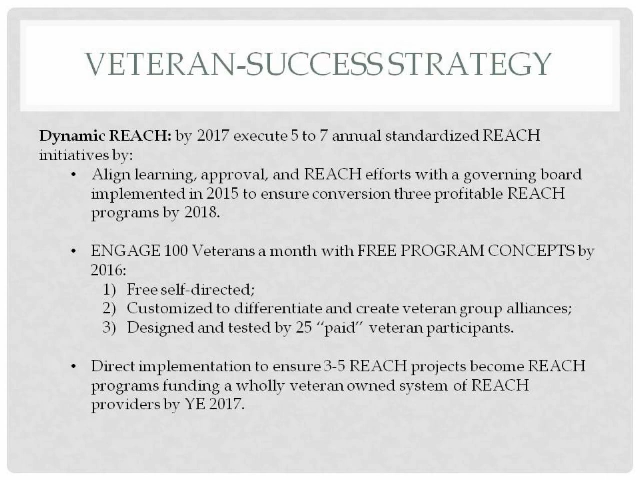 VETERAN-SUCCESS STRATEGY
Dynamic REACH: by 2017 execute 5 to 7 annual standardized REACH
initiatives by:
• Align learning, approval, and REACH efforts with a governing board
implemented in 2015 to ensure conversion three profitable REACH
programs by 2018.
• ENGAGE 100 Veterans a month with FREE PROGRAM CONCEPTS by
2016:
1) Free self-directed;
2) Customized to differentiate and create veteran group alliances;
3) Designed and tested by 25 “paid” veteran participants.
• Direct implementation to ensure 3-5 REACH projects become REACH
programs funding a wholly veteran owned system of REACH
providers by YE 2017.